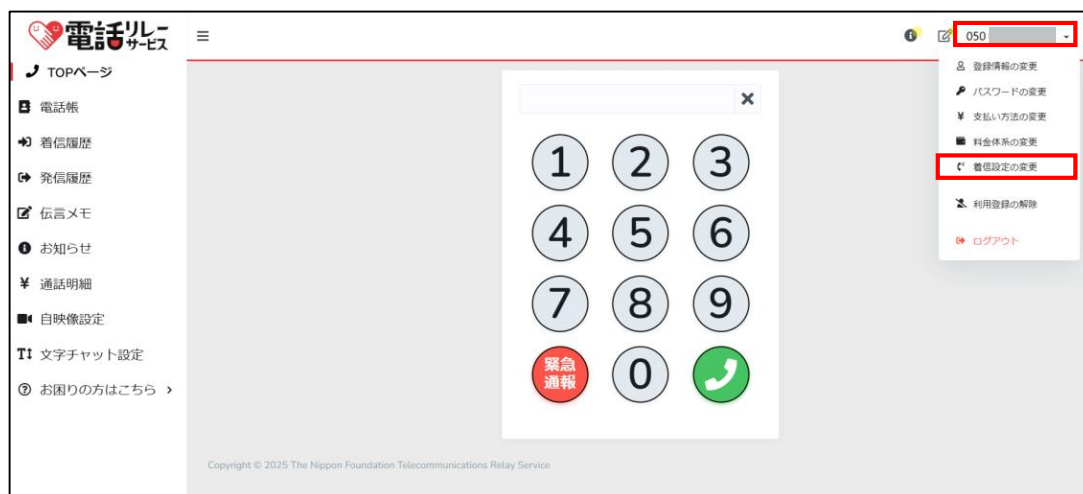 電話リレーサービス
050
TOPページ
電話帳
着信履歴
発信履歴
伝言メモ
お知らせ
¥ 通話明細
自映像設定
文字チャット設定
お困りの方はこちら
1 2 3
4 5 6
7 8 9
緊急
通報
0
登録情報の変更
パスワードの変更
¥ 支払い方法の変更
料金体系の変更
着信設定の変更
利用登録の解除
ログアウト
Copyright © 2025 The Nippon Foundation Telecommunications Relay Service